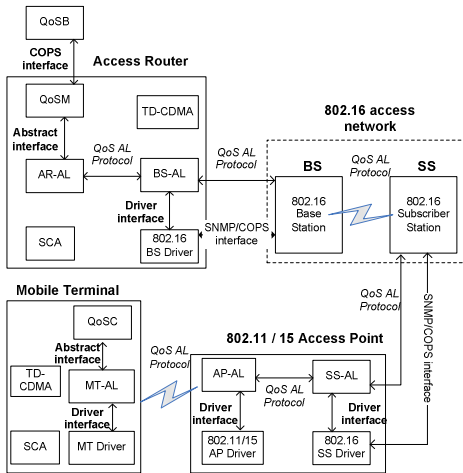 QoSB
COPS
interface
Access Router
QoSM
TD-CDMA
Abstract
interface
QoS AL
Protocol
AR-AL
BS-AL
Driver
interface
SCA
802.16
BS Driver
802.16 access
network
QoS AL
Protocol
BS
QoS AL
Protocol
SS
802.16
Base
Station
802.16
Subscriber
Station
SNMP/COPS
interface
QoS AL
Protocol
SNMP/COPS interface
Mobile Terminal
QoSC
Abstract
interface
TD-
CDMA
MT-AL
Driver
interface
SCA
MT Driver
QoS AL
Protocol
802.11 / 15 Access Point
AP-AL
SS-AL
QoS AL
Protocol
Driver
interface
Driver
interface
802.11/15
AP Driver
802.16
SS Driver